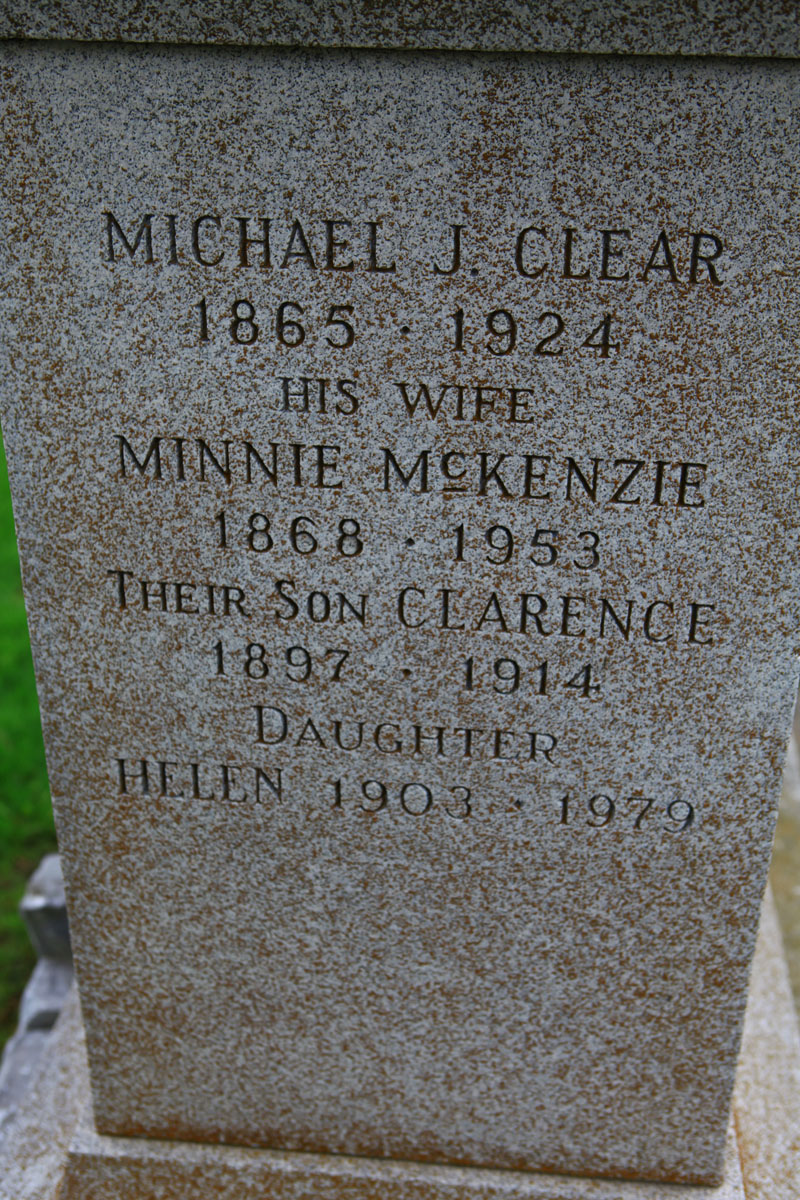 MICHAEL J. CLEAR
1865 · 1924
HIS WIFE
MINNIE McKENZIE
1868 · 1953
THEIR SON CLARENCE
1897 · 1914
DAUGHTER
HELEN 1903 · 1979